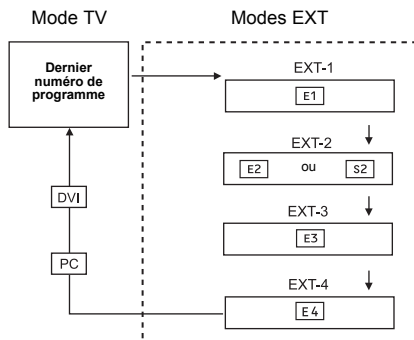 Mode TV
Modes EXT
Dernier
numéro de
programme
EXT-1
E1
EXT-2
E2 ou S2
EXT-3
E3
EXT-4
E4
DVI
PC